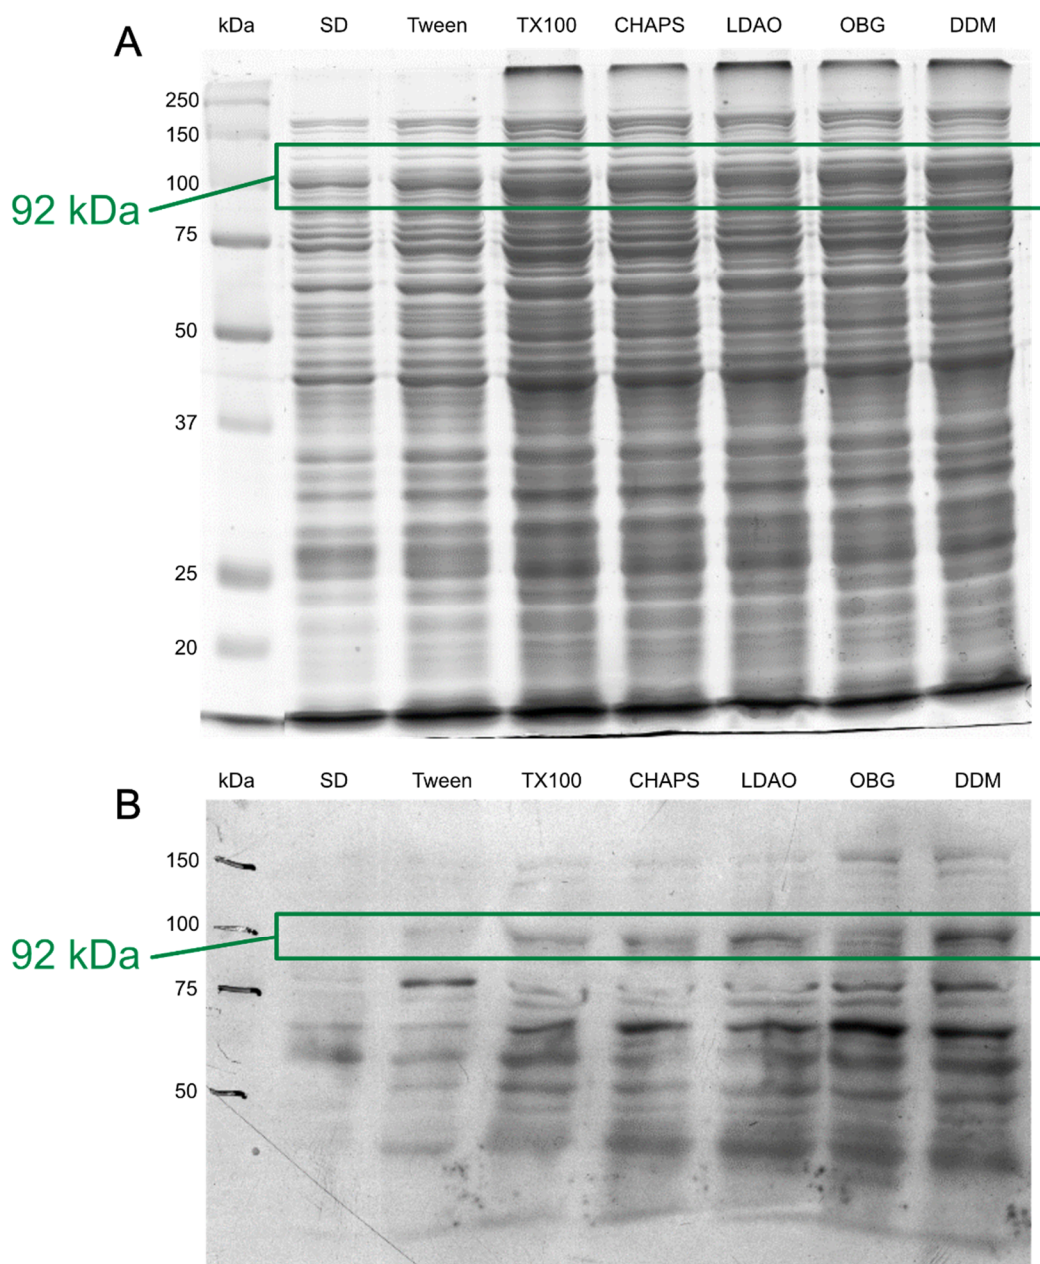 A
kDa SD Tween TX100 CHAPS LDAO OBG DDM
250
150
100
92 kDa
75
50
37
25
20
B
kDa SD Tween TX100 CHAPS LDAO OBG DDM
150
100
92 kDa
75
50